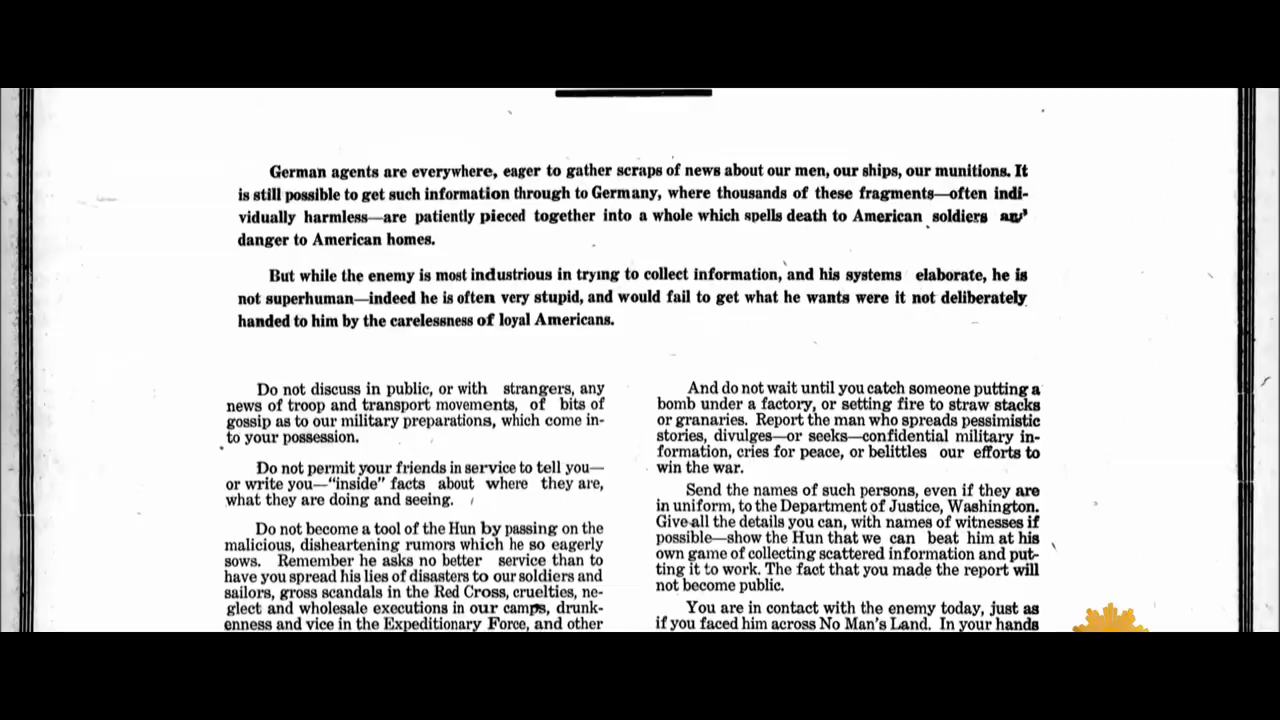 German agents are everywhere, eager to gather scraps of news about our men, our ships, our munitions. It
is still possible to get such information through to Germany, where thousands of these fragments—often indi-
vidually harmless—are patiently pieced together into a whole which spells death to American soldiers
danger to American homes.
But while the enemy is most industrious in trying to collect information, and his systems elaborate, he is
not superhuman—indeed he is often very stupid, and would fail to get what he wants were it not deliberately
handed to him by the carelessness of loyal Americans.
Do not discuss in public, or with strangers, any
news of troop and transport movements, of bits of
gossip as to our military preparations, which come in-
to your possession.
Do not permit your friends in service to tell you—
or write you—"inside" facts about where they are,
what they are doing and seeing.
Do not become a tool of the Hun by passing on the
malicious, disheartening rumors which he so eagerly
sows. Remember he asks no better service than to
have you spread his lies of disasters to our soldiers and
sailors, gross scandals in the Red Cross, cruelties, ne-
glect and wholesale executions in our camps, drunk-
enness and vice in the Expeditionary Force, and other
And do not wait until you catch someone putting a
bomb under a factory, or setting fire to straw stacks
or granaries. Report the man who spreads pessimistic
stories, divulges—or seeks—confidential military in-
formation, cries for peace, or belittles our efforts to
win the war.
Send the names of such persons, even if they are
in uniform, to the Department of Justice, Washington.
Give all the details you can, with names of witnesses if
possible—show the Hun that we can beat him at his
own game of collecting scattered information and put-
ting it to work. The fact that you made the report will
not become public.
You are in contact with the enemy today, just as
if you faced him across No Man's Land. In your hands